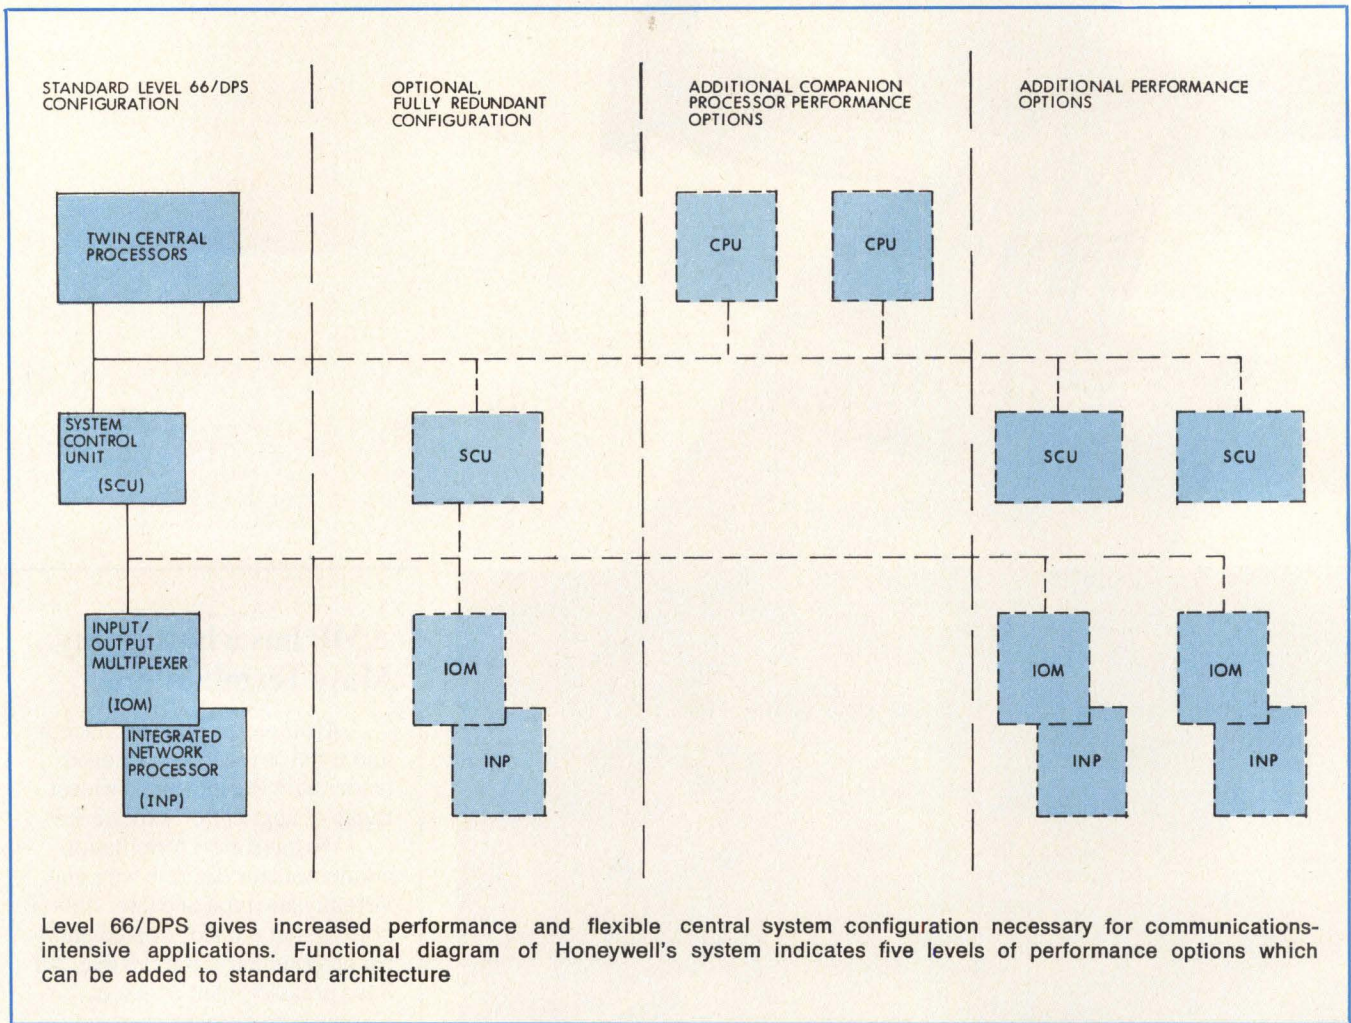 STANDARD LEVEL 66/DPS
CONFIGURATION
OPTIONAL,
FULLY REDUNDANT
CONFIGURATION
ADDITIONAL COMPANION
PROCESSOR PERFORMANCE
OPTIONS
ADDITIONAL PERFORMANCE
OPTIONS
TWIN CENTRAL
PROCESSORS
CPU
CPU
SYSTEM
CONTROL
UNIT
(SCU)
SCU
SCU
SCU
INPUT/
OUTPUT
MULTIPLEXER
(IOM)
IOM
IOM
IOM
INTEGRATED
NETWORK
PROCESSOR
(INP)
INP
INP
INP
Level 66/DPS gives increased performance and flexible central system configuration necessary for communications-
intensive applications. Functional diagram of Honeywell's system indicates five levels of performance options which
can be added to standard architecture